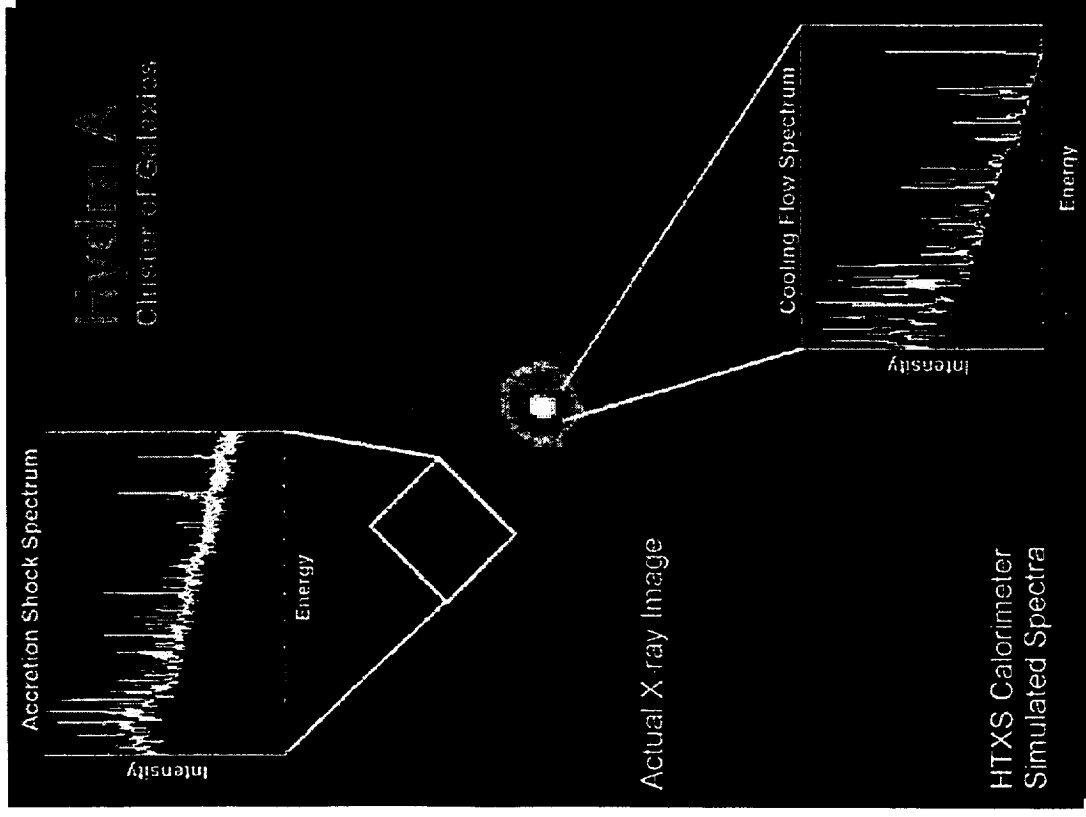 Hydra A
Cluster of Galaxies
Accretion Shock Spectrum
Intensity
Energy
Cooling Flow Spectrum
Intensity
Energy
Actual X-ray Image
HTXS Calorimeter
Simulated Spectra